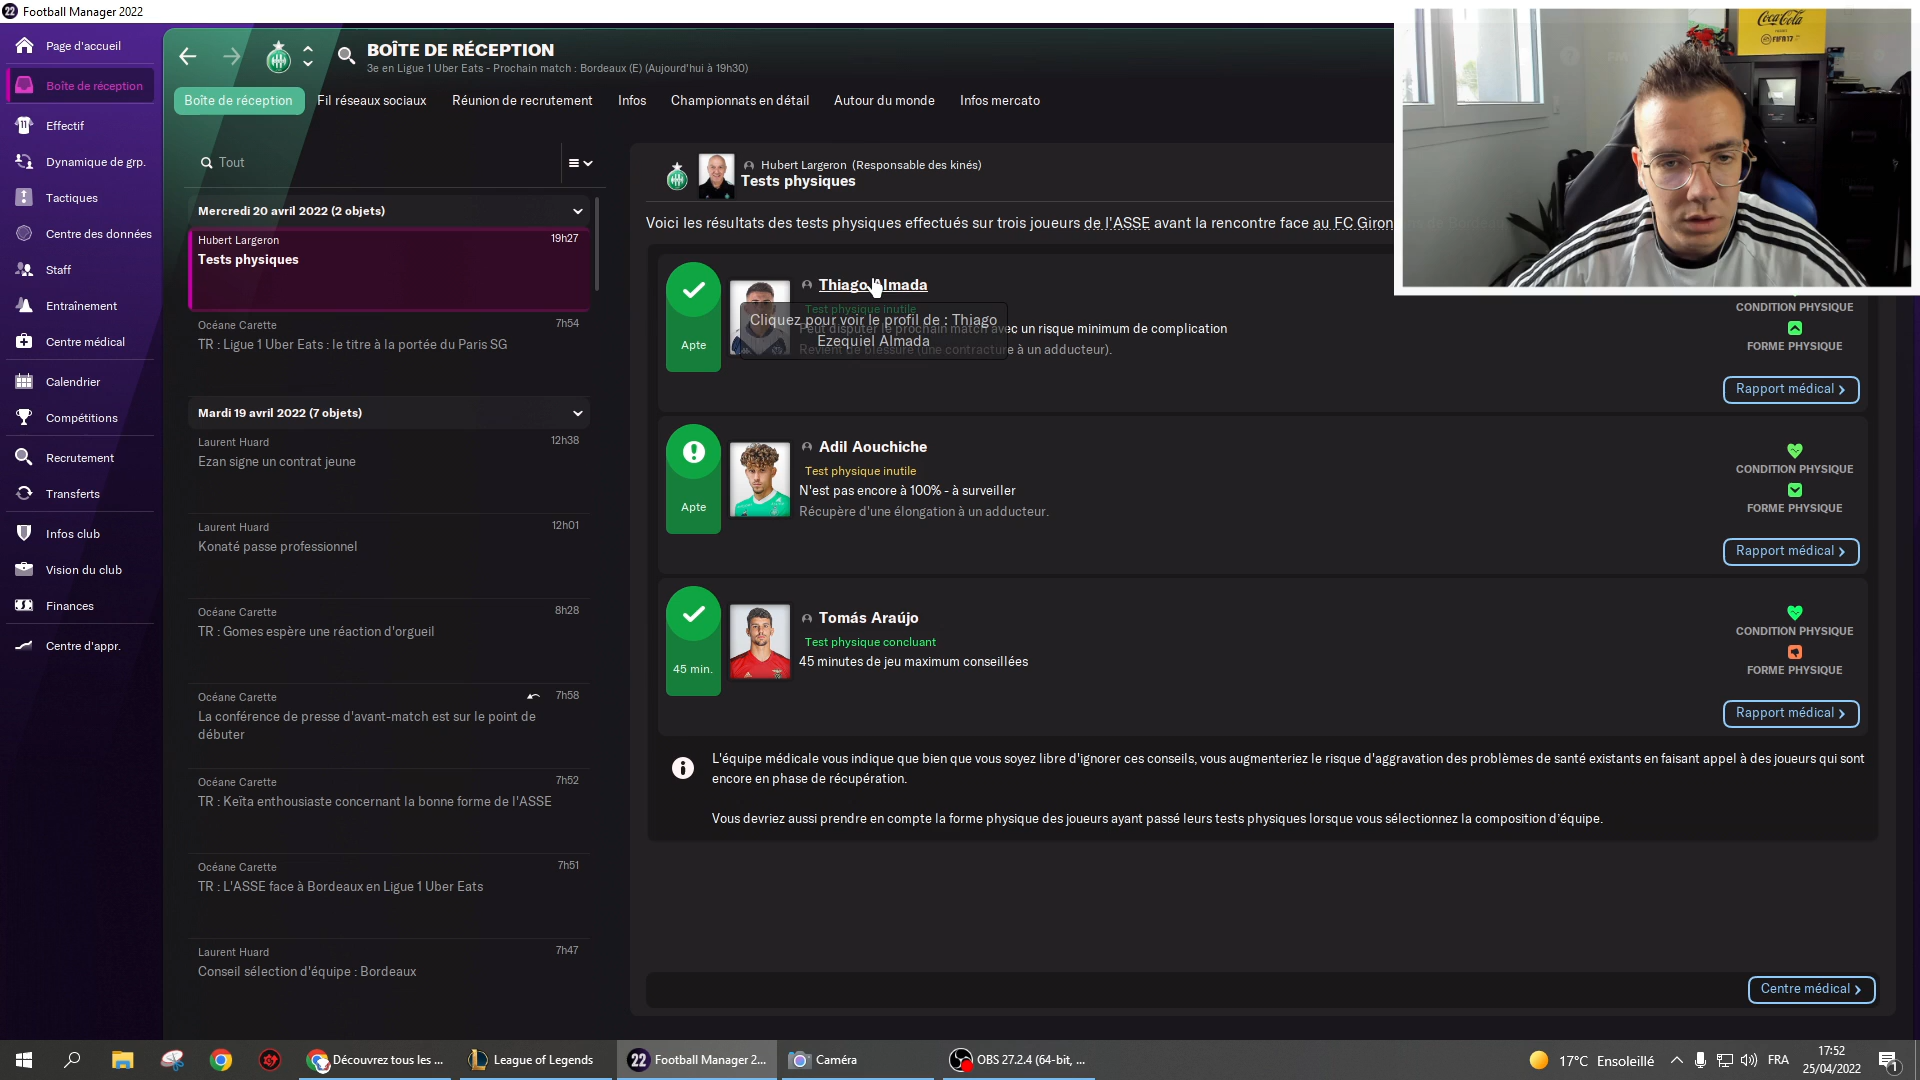 Football Manager 2022
Page d'accueil
Boîte de réception
Effectif
Dynamique de grp.
Tactiques
Centre des données
Staff
Entraînement
Centre médical
Calendrier
Compétitions
Recrutement
Transferts
Infos club
Vision du club
Finances
Centre d'appr.
BOÎTE DE RÉCEPTION
3e en Ligue 1 Uber Eats - Prochain match : Bordeaux (E) (Aujourd'hui à 19h30)
Boîte de réception Fil réseaux sociaux Réunion de recrutement Infos Championnats en détail Autour du monde Infos mercato
Tout
Mercredi 20 avril 2022 (2 objets)
Hubert Largeron 19h27
Tests physiques
Océane Carette 7h54
TR : Ligue 1 Uber Eats : le titre à la portée du Paris SG
Mardi 19 avril 2022 (7 objets)
Laurent Huard 12h38
Ezan signe un contrat jeune
Laurent Huard 12h01
Konaté passe professionnel
Océane Carette 8h28
TR : Gomes espère une réaction d'orgueil
Océane Carette 7h58
La conférence de presse d'avant-match est sur le point de
débuter
Océane Carette 7h52
TR : Keïta enthousiaste concernant la bonne forme de l'ASSE
Océane Carette 7h51
TR : L'ASSE face à Bordeaux en Ligue 1 Uber Eats
Laurent Huard 7h47
Conseil sélection d'équipe : Bordeaux
Hubert Largeron (Responsable des kinés)
Tests physiques
Voici les résultats des tests physiques effectués sur trois joueurs de l'ASSE avant la rencontre face au FC Giron
Thiago Almada
Test physique inutile
Cliquez pour voir le profil de : Thiago
Ezequiel Almada
Peut disputer le prochain match avec un risque minimum de complication
Revient de blessure (une contracture à un adducteur).
Apte
CONDITION PHYSIQUE
FORME PHYSIQUE
Rapport médical
Adil Aouchiche
Test physique inutile
N'est pas encore à 100% - à surveiller
Récupère d'une élongation à un adducteur.
Apte
CONDITION PHYSIQUE
FORME PHYSIQUE
Rapport médical
Tomás Araújo
Test physique concluant
45 minutes de jeu maximum conseillées
45 min.
CONDITION PHYSIQUE
FORME PHYSIQUE
Rapport médical
L'équipe médicale vous indique que bien que vous soyez libre d'ignorer ces conseils, vous augmenteriez le risque d'aggravation des problèmes de santé existants en faisant appel à des joueurs qui sont
encore en phase de récupération.
Vous devriez aussi prendre en compte la forme physique des joueurs ayant passé leurs tests physiques lorsque vous sélectionnez la composition d'équipe.
Centre médical
Coca-Cola
FIFA 17
Découvrez tous les ... League of Legends Football Manager 2... Caméra OBS 27.2.4 (64-bit, ...
17°C Ensoleillé FRA 17:52
25/04/2022